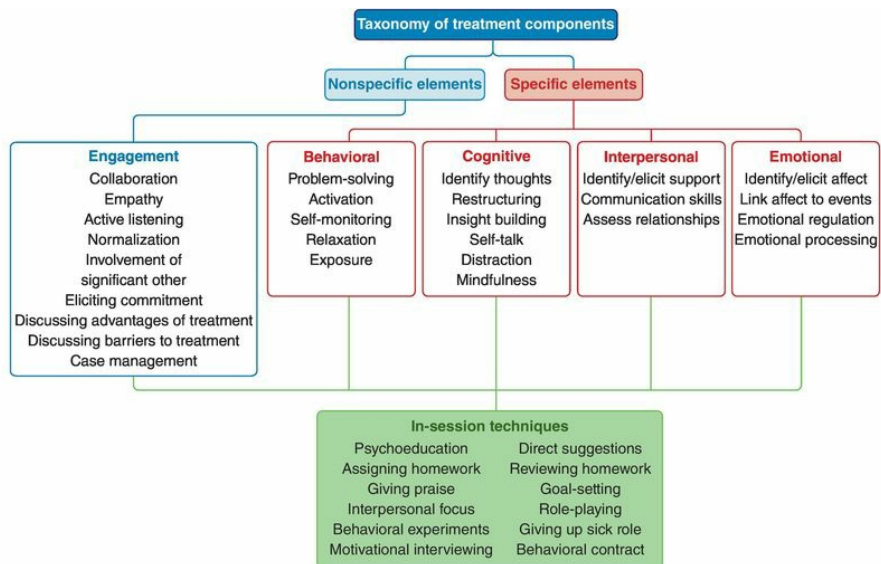 Taxonomy of treatment components
Nonspecific elements
Specific elements
Engagement
Collaboration
Empathy
Active listening
Normalization
Involvement of
significant other
Eliciting commitment
Discussing advantages of treatment
Discussing barriers to treatment
Case management
Behavioral
Problem-solving
Activation
Self-monitoring
Relaxation
Exposure
Cognitive
Identify thoughts
Restructuring
Insight building
Self-talk
Distraction
Mindfulness
Interpersonal
Identify/elicit support
Communication skills
Assess relationships
Emotional
Identify/elicit affect
Link affect to events
Emotional regulation
Emotional processing
In-session techniques
Psychoeducation
Assigning homework
Giving praise
Interpersonal focus
Behavioral experiments
Motivational interviewing
Direct suggestions
Reviewing homework
Goal-setting
Role-playing
Giving up sick role
Behavioral contract